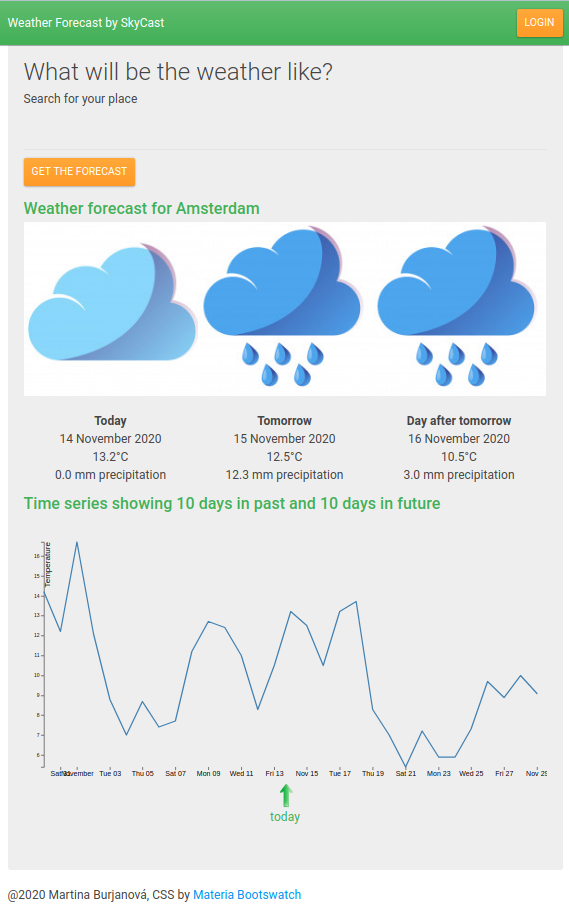 Weather Forecast by SkyCast
LOGIN
What will be the weather like?
Search for your place
GET THE FORECAST
Weather forecast for Amsterdam
Today Tomorrow Day after tomorrow
14 November 2020 15 November 2020 16 November 2020
13.2°C 12.5°C 10.5°C
0.0 mm precipitation 12.3 mm precipitation 3.0 mm precipitation
Time series showing 10 days in past and 10 days in future
Temperature
16
15
14
13
12
11
10
9
8
7
6
November Tue 03 Thu 05 Sat 07 Mon 09 Wed 11 Fri 13 Nov 15 Tue 17 Thu 19 Sat 21 Mon 23 Wed 25 Fri 27 Nov 29
today
@2020 Martina Burjanová, CSS by Materia Bootswatch